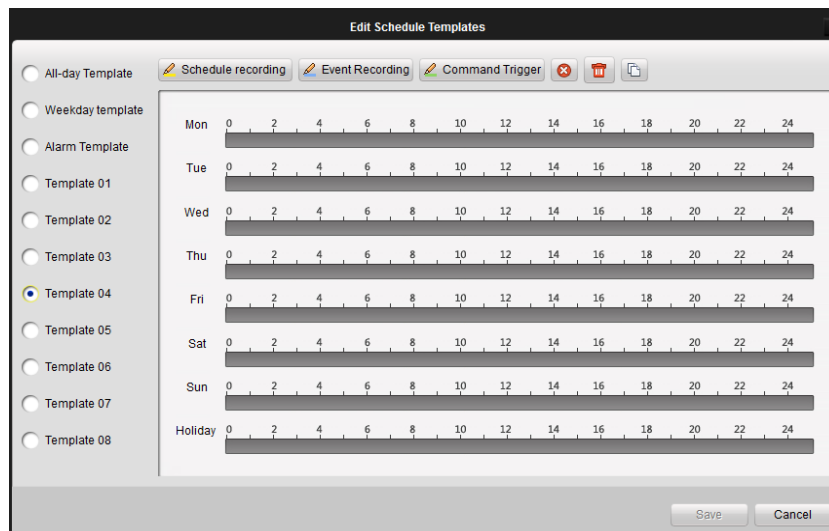 Edit Schedule Templates
All-day Template
Weekday template
Alarm Template
Template 01
Template 02
Template 03
Template 04
Template 05
Template 06
Template 07
Template 08
Schedule recording Event Recording Command Trigger
Mon 0 2 4 6 8 10 12 14 16 18 20 22 24
Tue 0 2 4 6 8 10 12 14 16 18 20 22 24
Wed 0 2 4 6 8 10 12 14 16 18 20 22 24
Thu 0 2 4 6 8 10 12 14 16 18 20 22 24
Fri 0 2 4 6 8 10 12 14 16 18 20 22 24
Sat 0 2 4 6 8 10 12 14 16 18 20 22 24
Sun 0 2 4 6 8 10 12 14 16 18 20 22 24
Holiday 0 2 4 6 8 10 12 14 16 18 20 22 24
Save Cancel